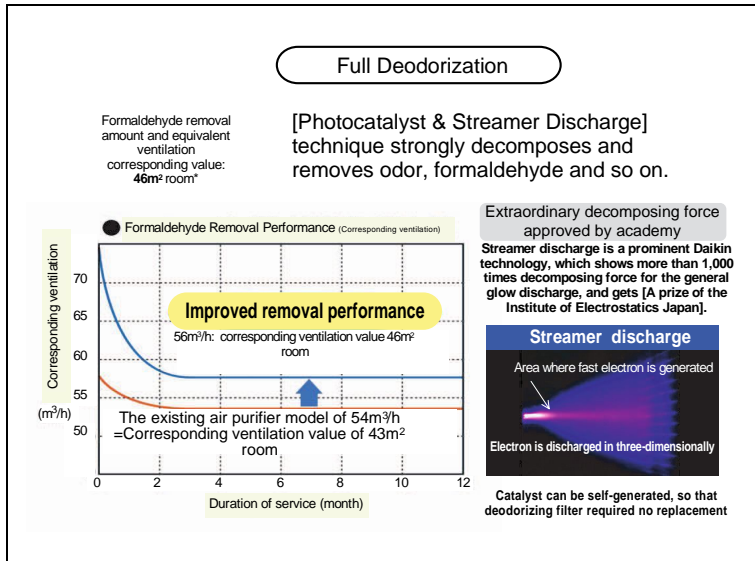 Full Deodorization
Formaldehyde removal
amount and equivalent
ventilation
corresponding value:
46m² room*
[Photocatalyst & Streamer Discharge]
technique strongly decomposes and
removes odor, formaldehyde and so on.
Formaldehyde Removal Performance (Corresponding ventilation)
Corresponding ventilation
(m³/h)
70
65
60
55
50
Improved removal performance
56m³/h: corresponding ventilation value 46m²
room
The existing air purifier model of 54m³/h
=Corresponding ventilation value of 43m²
room
0 2 4 6 8 10 12
Duration of service (month)
Extraordinary decomposing force
approved by academy
Streamer discharge is a prominent Daikin
technology, which shows more than 1,000
times decomposing force for the general
glow discharge, and gets [A prize of the
Institute of Electrostatics Japan].
Streamer discharge
Area where fast electron is generated
Electron is discharged in three-dimensionally
Catalyst can be self-generated, so that
deodorizing filter required no replacement